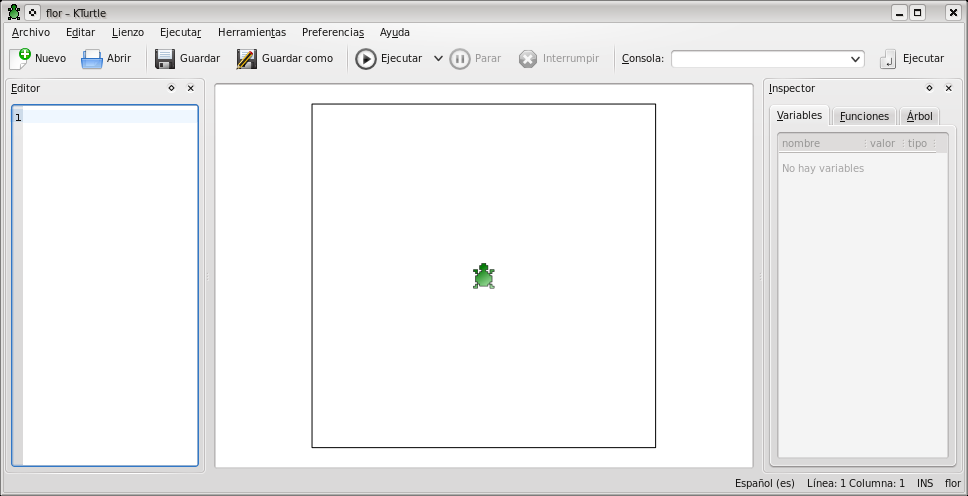 flor - KTurtle
Archivo Editar Lienzo Ejecutar Herramientas Preferencias Ayuda
Nuevo Abrir Guardar Guardar como Ejecutar Parar Interrumpir Consola: Ejecutar
Editor
1
Inspector
Variables Funciones Árbol
nombre valor tipo
No hay variables
Español (es) Línea: 1 Columna: 1 INS flor